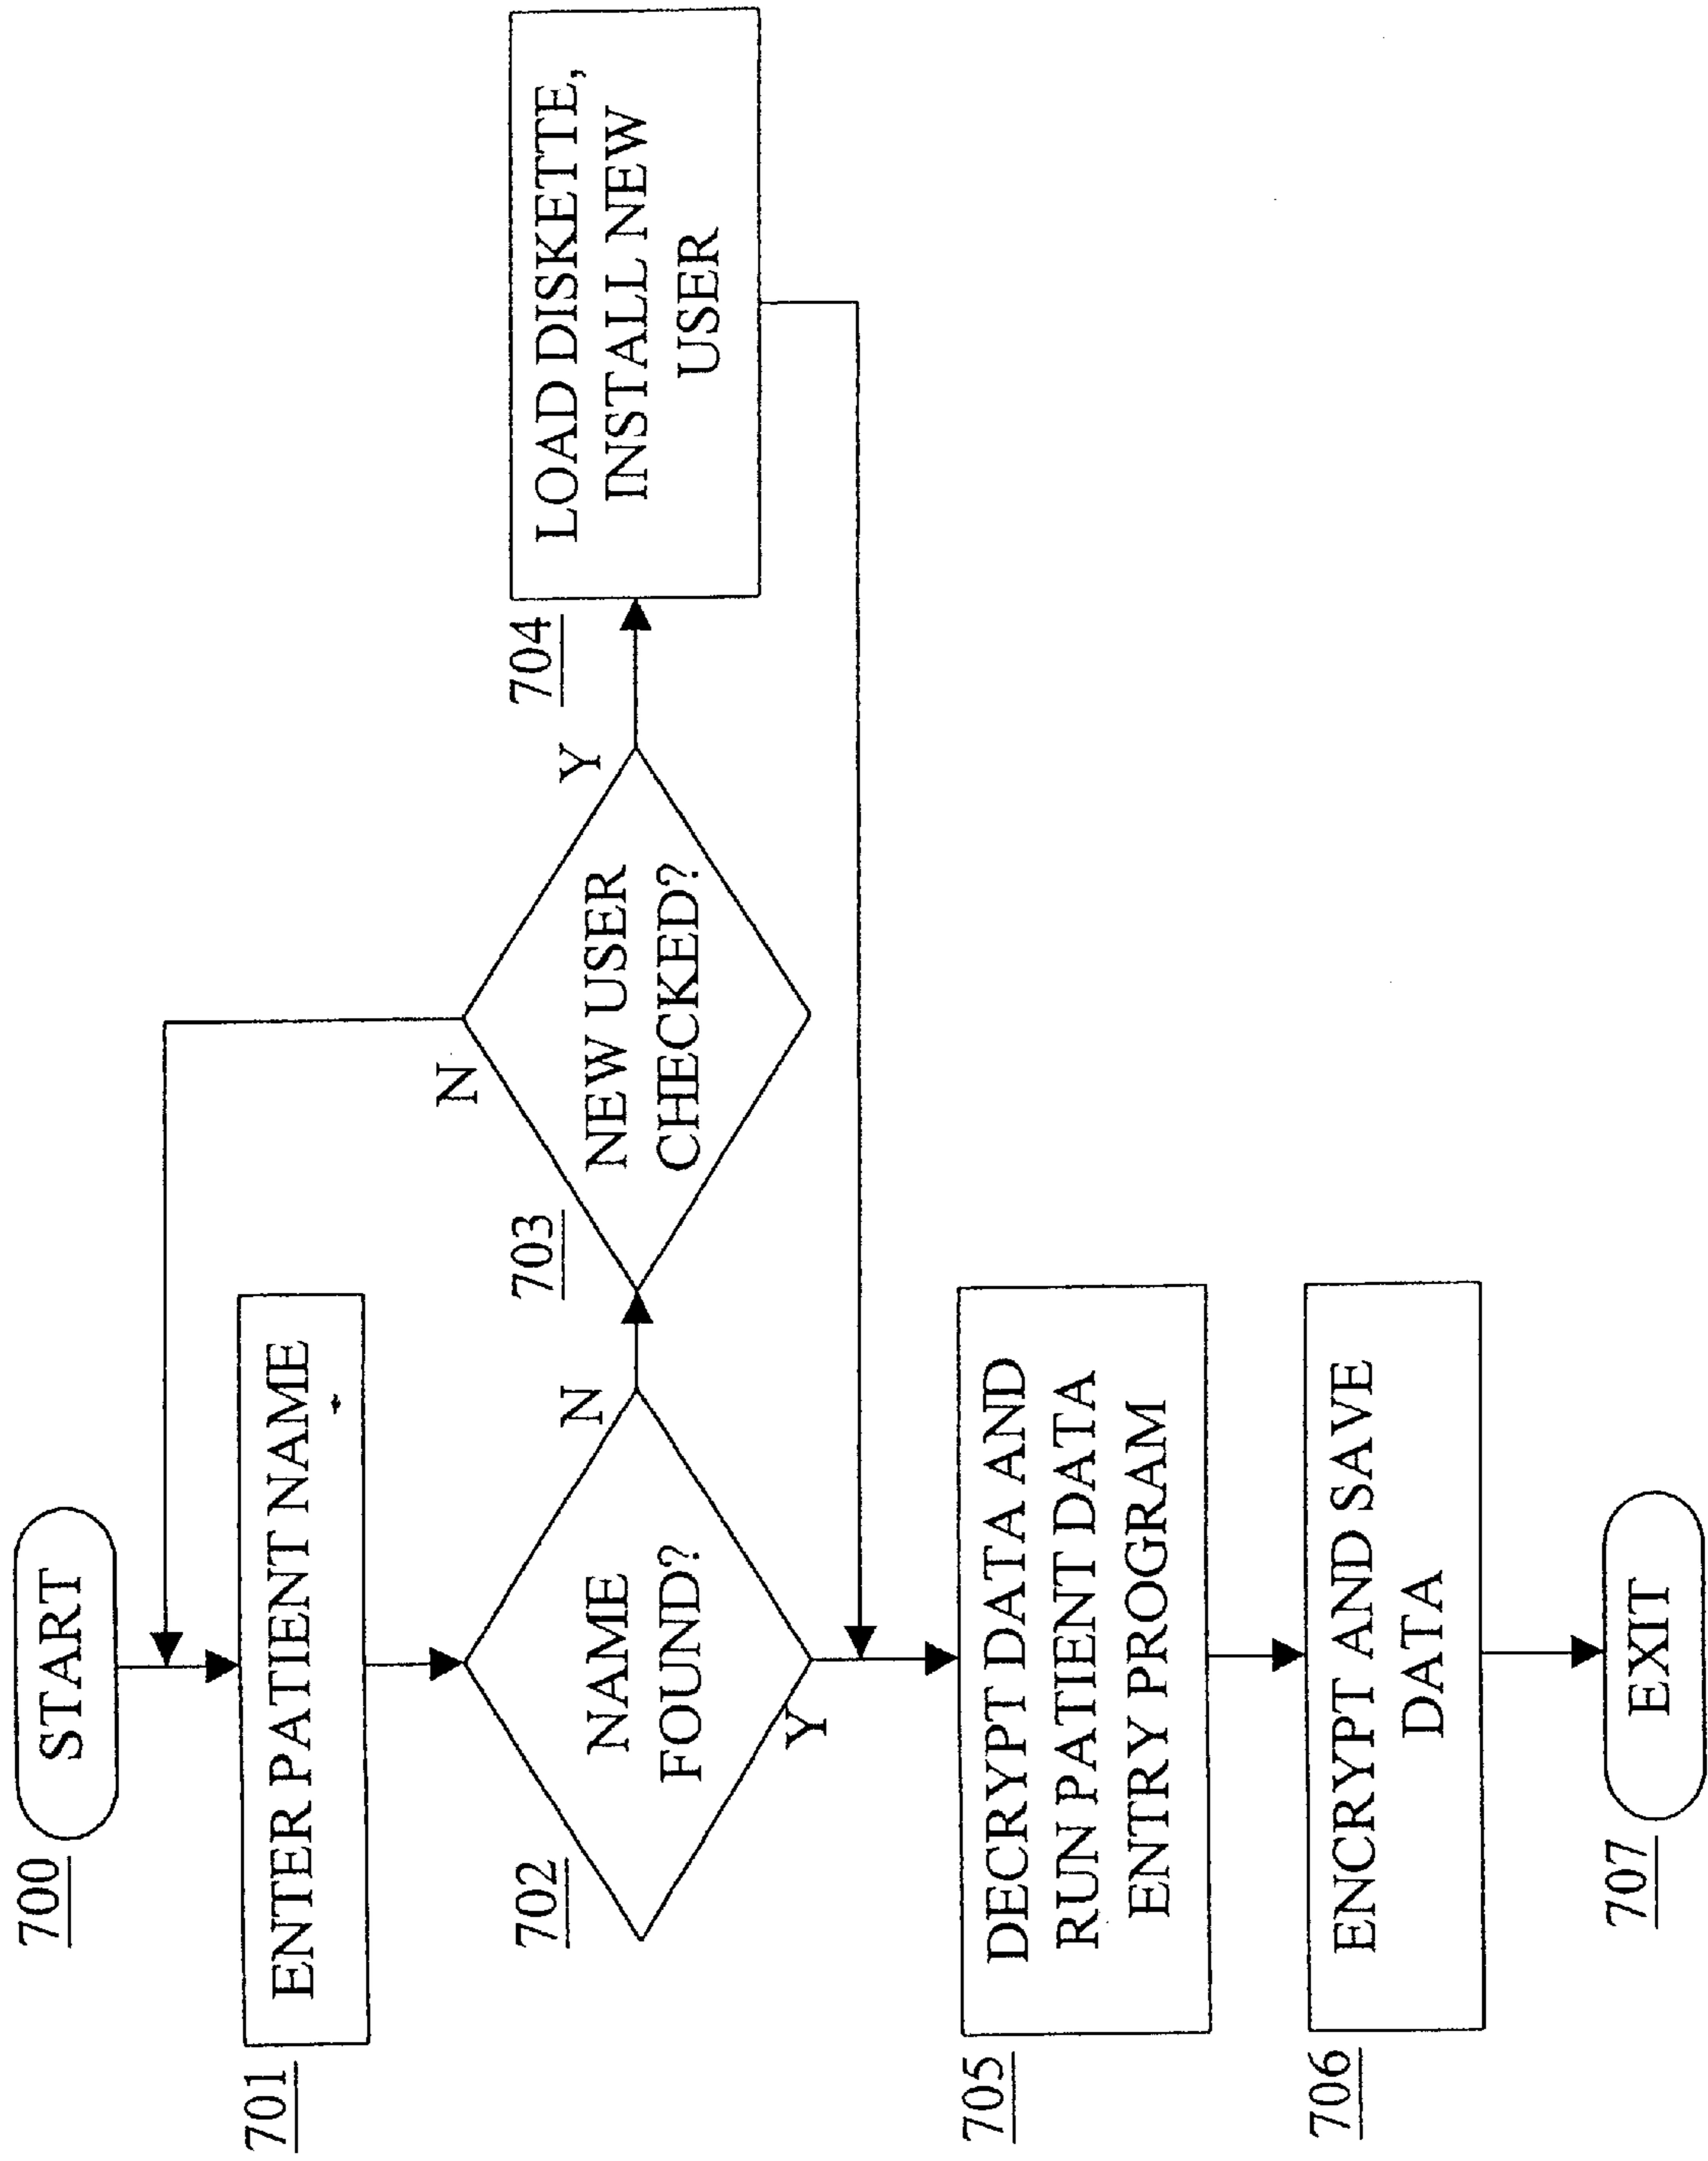 700
START
701
ENTER PATIENT NAME
702
NAME
FOUND?
N
Y
703
NEW USER
CHECKED?
N
Y
704
LOAD DISKETTE,
INSTALL NEW
USER
705
DECRYPT DATA AND
RUN PATIENT DATA
ENTRY PROGRAM
706
ENCRYPT AND SAVE
DATA
707
EXIT